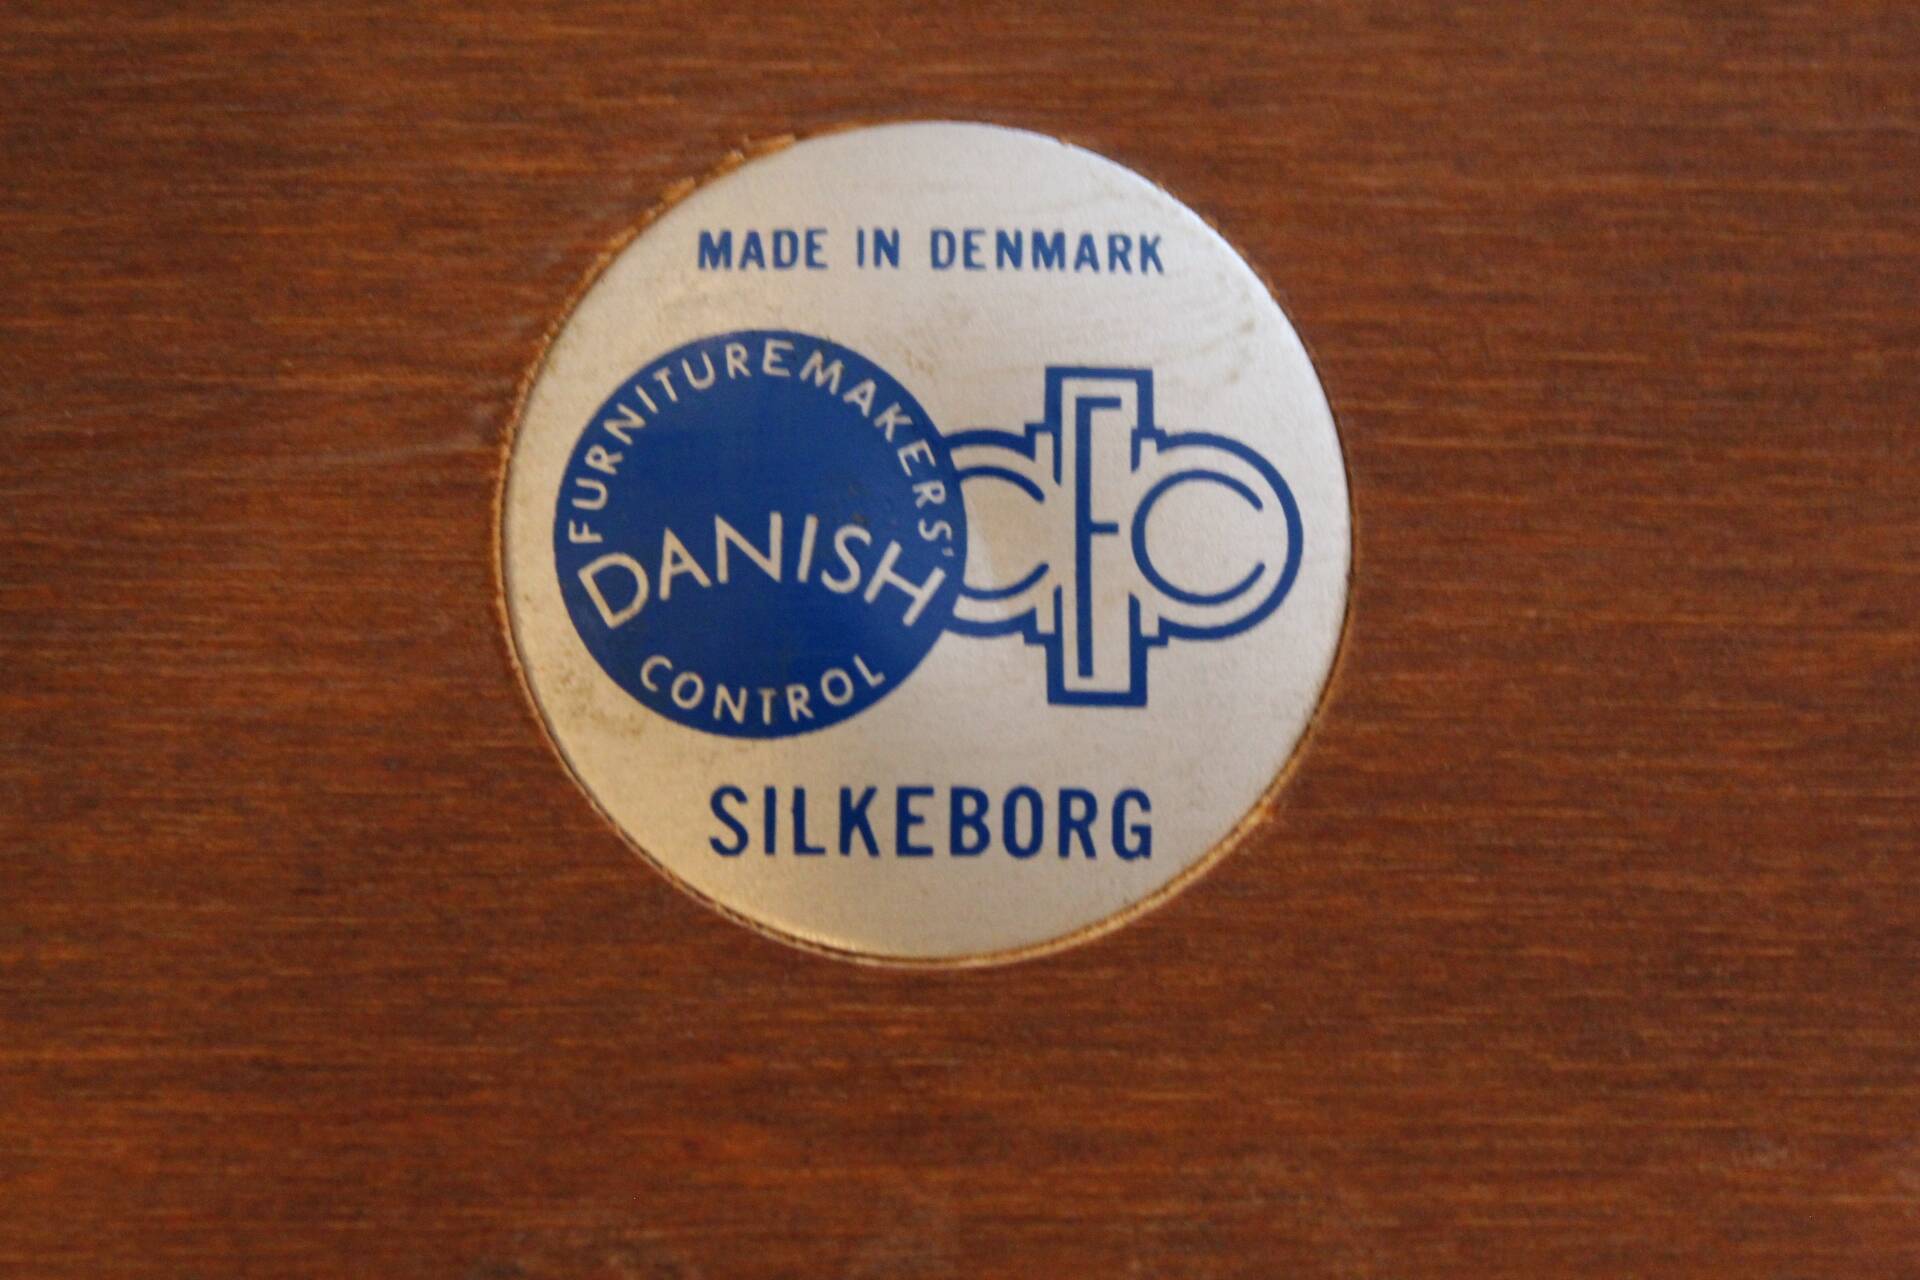 MADE IN DENMARK
FURNITUREMAKERS'
DANISH
CONTROL
CFC
SILKEBORG